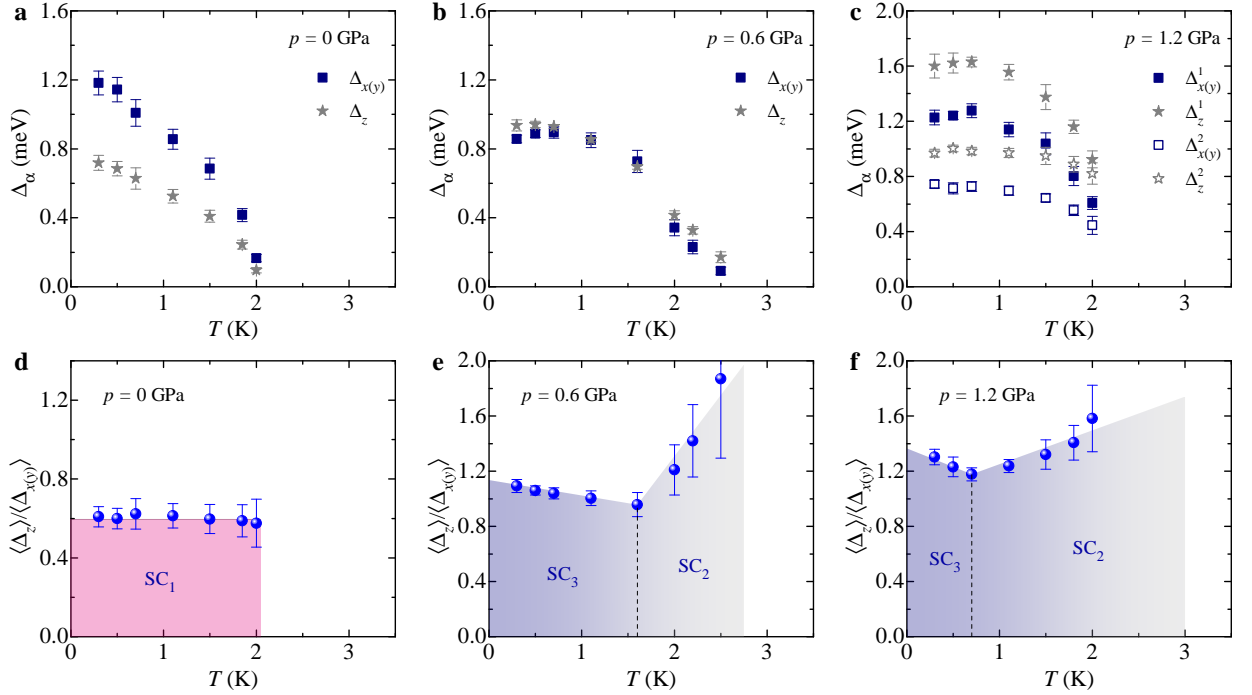 a
p = 0 GPa
Δx(y)
Δz
Δα (meV)
1.6
1.2
0.8
0.4
0.0
0 1 2 3
T (K)
b
p = 0.6 GPa
Δx(y)
Δz
Δα (meV)
1.6
1.2
0.8
0.4
0.0
0 1 2 3
T (K)
c
p = 1.2 GPa
Δ¹x(y)
Δ¹z
Δ²x(y)
Δ²z
Δα (meV)
2.0
1.6
1.2
0.8
0.4
0.0
0 1 2 3
T (K)
d
p = 0 GPa
SC1
⟨Δz⟩/⟨Δx(y)⟩
1.2
0.8
0.4
0.0
0 1 2 3
T (K)
e
p = 0.6 GPa
SC3
SC2
⟨Δz⟩/⟨Δx(y)⟩
2.0
1.6
1.2
0.8
0.4
0.0
0 1 2 3
T (K)
f
p = 1.2 GPa
SC3
SC2
⟨Δz⟩/⟨Δx(y)⟩
2.0
1.6
1.2
0.8
0.4
0.0
0 1 2 3
T (K)